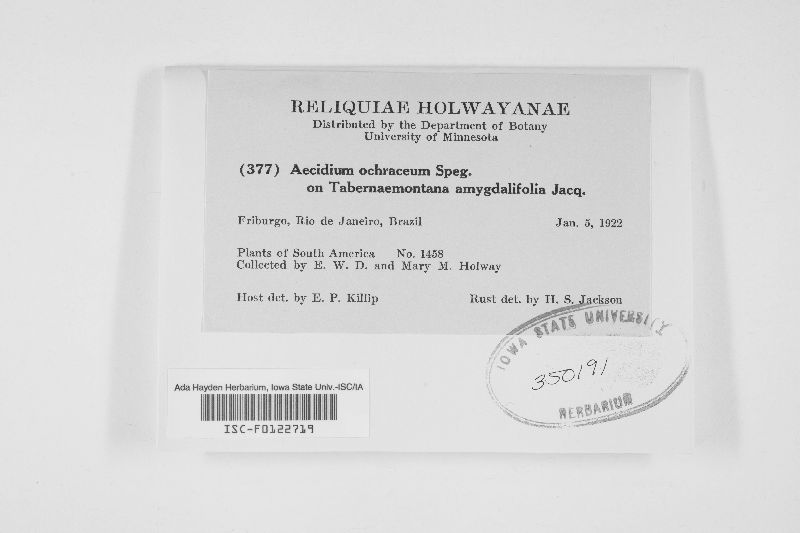 RELIQUIAE HOLWAYANAE
Distributed by the Department of Botany
University of Minnesota
(377) Aecidium ochraceum Speg.
on Tabernaemontana amygdalifolia Jacq.
Friburgo, Rio de Janeiro, Brazil Jan. 5, 1922
Plants of South America No. 1458
Collected by E. W. D. and Mary M. Holway
Host det. by E. P. Killip Rust det. by H. S. Jackson
IOWA STATE UNIVERSITY
350191
HERBARIUM
Ada Hayden Herbarium, Iowa State Univ.-ISC/IA
ISC-F0122719